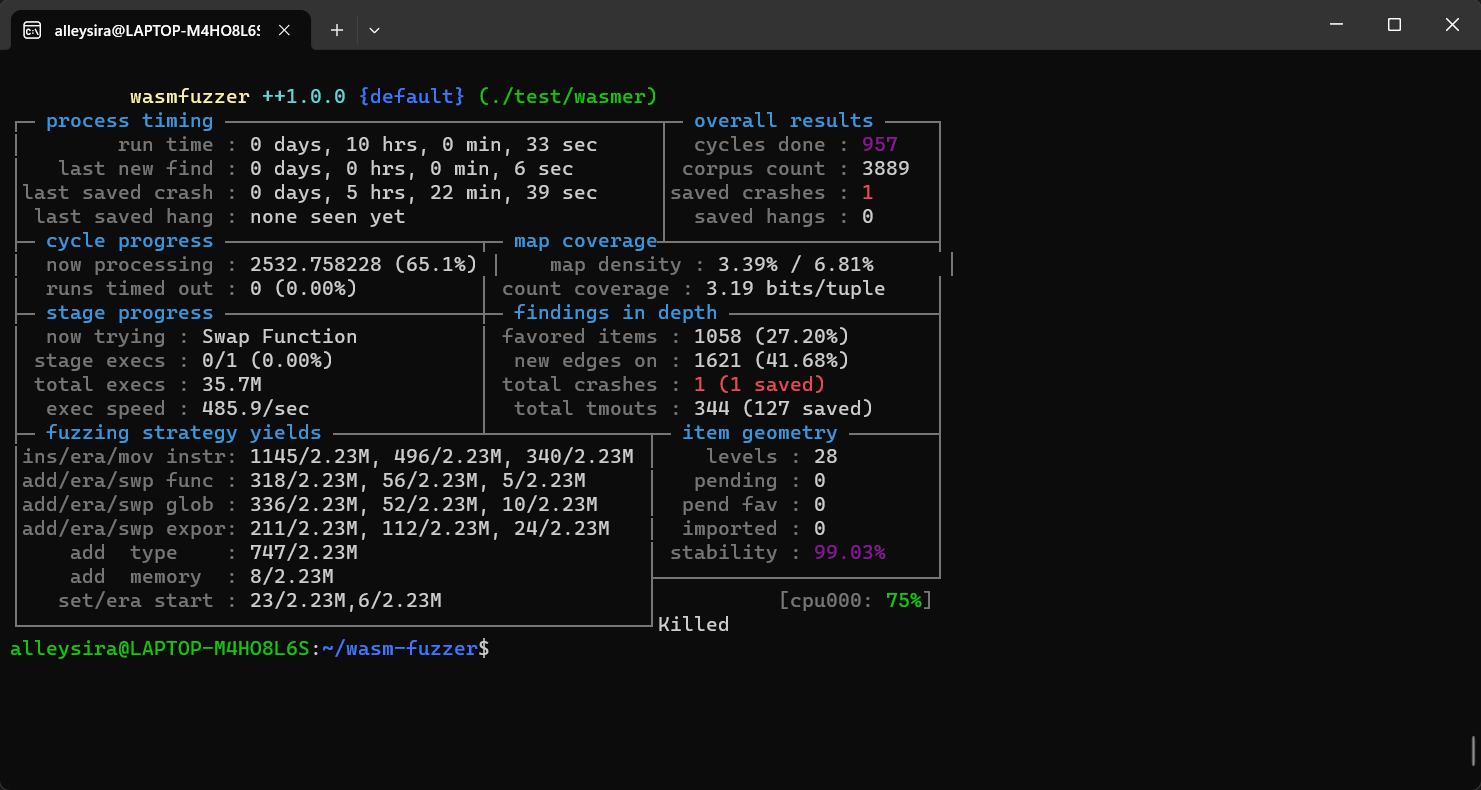 alleysira@LAPTOP-M4HO8L6S
wasmfuzzer ++1.0.0 {default} (./test/wasmer)
process timing overall results
run time : 0 days, 10 hrs, 0 min, 33 sec cycles done : 957
last new find : 0 days, 0 hrs, 0 min, 6 sec corpus count : 3889
last saved crash : 0 days, 5 hrs, 22 min, 39 sec saved crashes : 1
last saved hang : none seen yet saved hangs : 0
cycle progress map coverage
now processing : 2532.758228 (65.1%) map density : 3.39% / 6.81%
runs timed out : 0 (0.00%) count coverage : 3.19 bits/tuple
stage progress findings in depth
now trying : Swap Function favored items : 1058 (27.20%)
stage execs : 0/1 (0.00%) new edges on : 1621 (41.68%)
total execs : 35.7M total crashes : 1 (1 saved)
exec speed : 485.9/sec total tmouts : 344 (127 saved)
fuzzing strategy yields item geometry
ins/era/mov instr: 1145/2.23M, 496/2.23M, 340/2.23M levels : 28
add/era/swp func : 318/2.23M, 56/2.23M, 5/2.23M pending : 0
add/era/swp glob : 336/2.23M, 52/2.23M, 10/2.23M pend fav : 0
add/era/swp expor: 211/2.23M, 112/2.23M, 24/2.23M imported : 0
add type : 747/2.23M stability : 99.03%
add memory : 8/2.23M
set/era start : 23/2.23M,6/2.23M [cpu000: 75%]
Killed
alleysira@LAPTOP-M4HO8L6S:~/wasm-fuzzer$